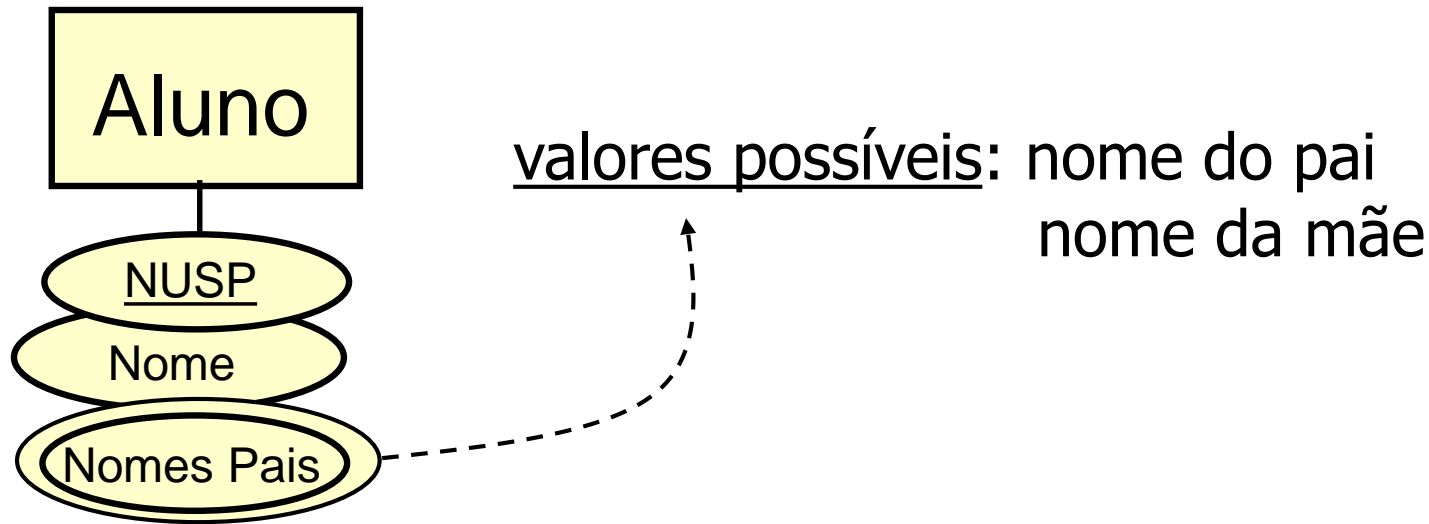 Aluno
valores possíveis: nome do pai
nome da mãe
NUSP
Nome
Nomes Pais